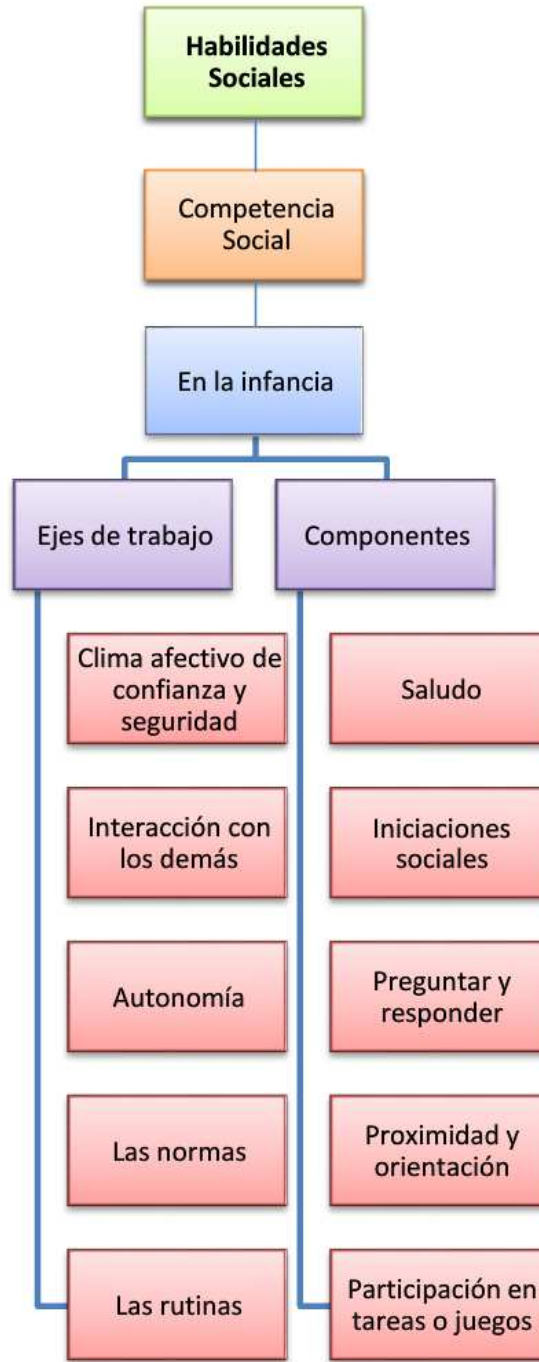 Habilidades
Sociales
Competencia
Social
En la infancia
Ejes de trabajo
Clima afectivo de
confianza y
seguridad
Interacción con
los demás
Autonomía
Las normas
Las rutinas
Componentes
Saludo
Iniciaciones
sociales
Preguntar y
responder
Proximidad y
orientación
Participación en
tareas o juegos